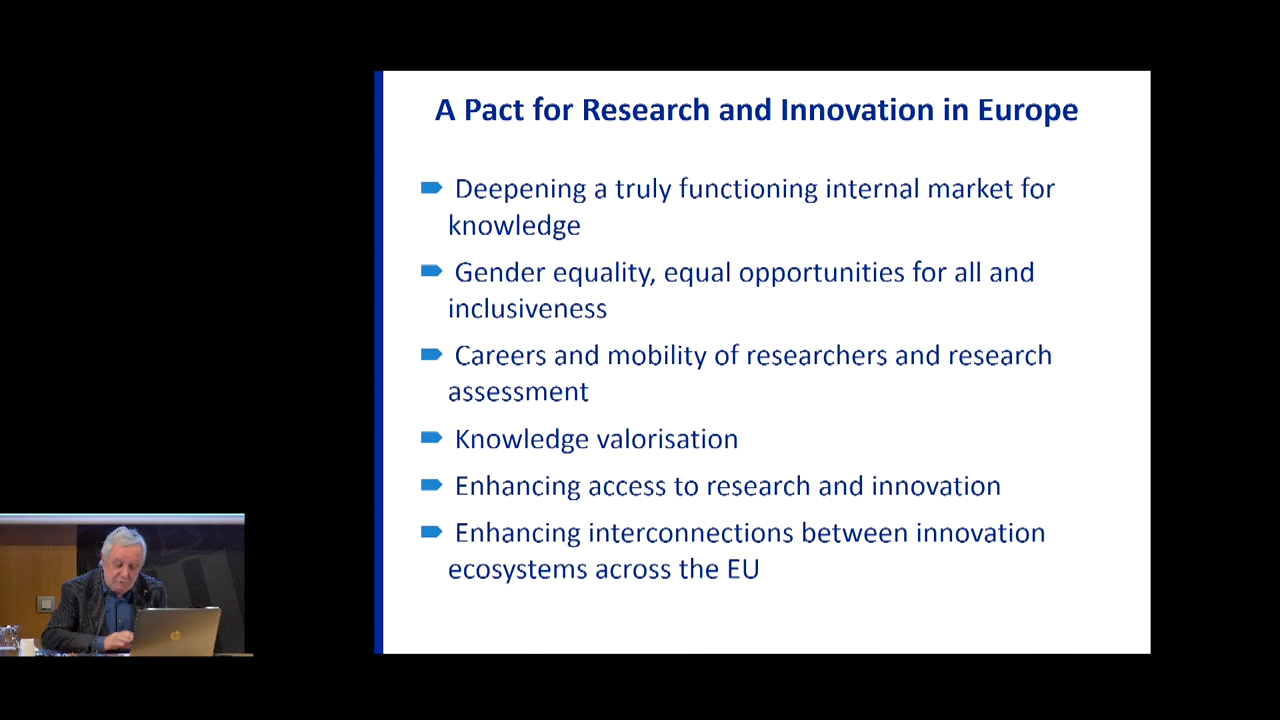 A Pact for Research and Innovation in Europe
Deepening a truly functioning internal market for
knowledge
Gender equality, equal opportunities for all and
inclusiveness
Careers and mobility of researchers and research
assessment
Knowledge valorisation
Enhancing access to research and innovation
Enhancing interconnections between innovation
ecosystems across the EU